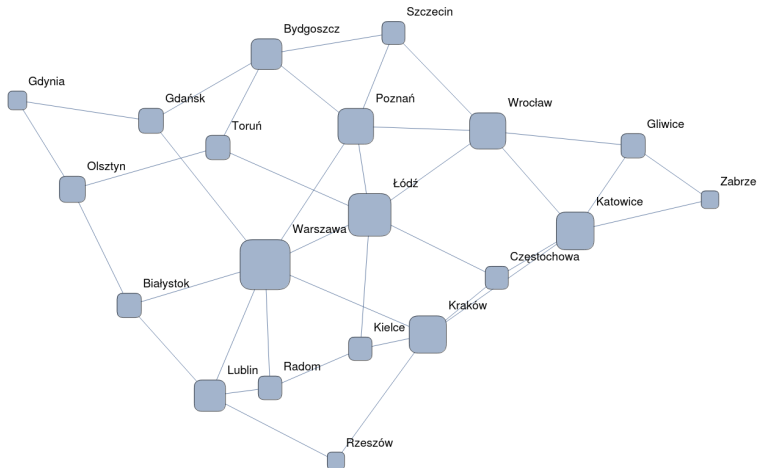 Szczecin
Bydgoszcz
Gdynia
Gdańsk
Poznań
Wrocław
Toruń
Gliwice
Olsztyn
Łódź
Zabrze
Katowice
Warszawa
Częstochowa
Białystok
Kraków
Kielce
Lublin
Radom
Rzeszów